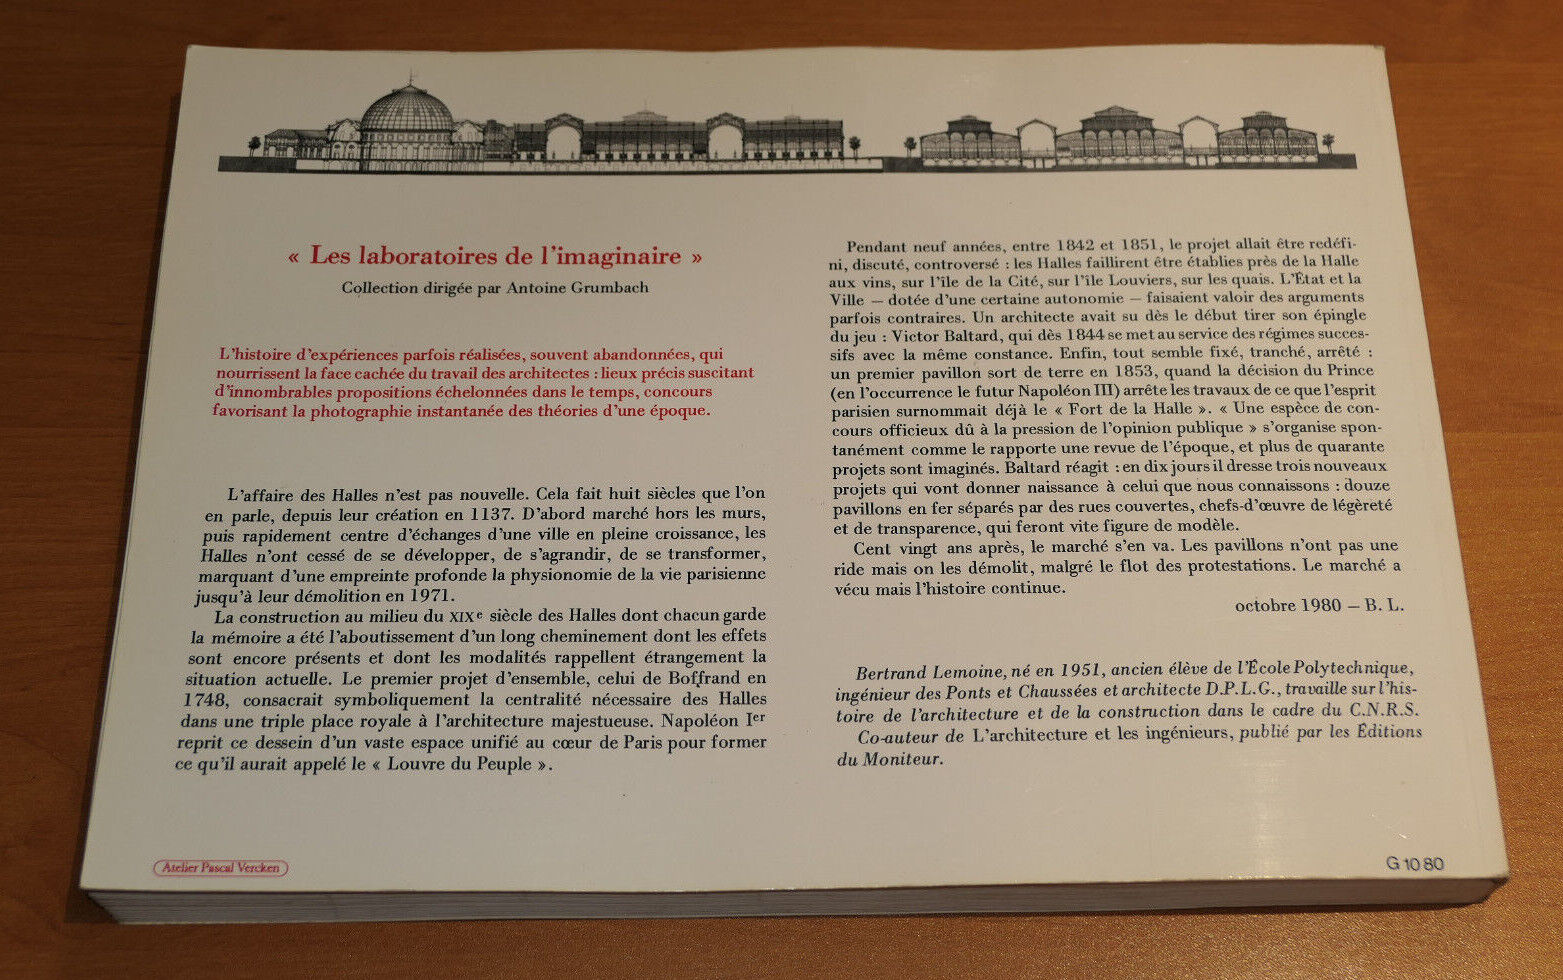 « Les laboratoires de l'imaginaire »
Collection dirigée par Antoine Grumbach
L'histoire d'expériences parfois réalisées, souvent abandonnées, qui
nourrissent la face cachée du travail des architectes : lieux précis suscitant
d'innombrables propositions échelonnées dans le temps, concours
favorisant la photographie instantanée des théories d'une époque.
L'affaire des Halles n'est pas nouvelle. Cela fait huit siècles que l'on
en parle, depuis leur création en 1137. D'abord marché hors les murs,
puis rapidement centre d'échanges d'une ville en pleine croissance, les
Halles n'ont cessé de se développer, de s'agrandir, de se transformer,
marquant d'une empreinte profonde la physionomie de la vie parisienne
jusqu'à leur démolition en 1971.
La construction au milieu du XIXe siècle des Halles dont chacun garde
la mémoire a été l'aboutissement d'un long cheminement dont les effets
sont encore présents et dont les modalités rappellent étrangement la
situation actuelle. Le premier projet d'ensemble, celui de Boffrand en
1748, consacrait symboliquement la centralité nécessaire des Halles
dans une triple place royale à l'architecture majestueuse. Napoléon Ier
reprit ce dessein d'un vaste espace unifié au cœur de Paris pour former
ce qu'il aurait appelé le « Louvre du Peuple ».
Pendant neuf années, entre 1842 et 1851, le projet allait être redéfi-
ni, discuté, controversé : les Halles faillirent être établies près de la Halle
aux vins, sur l'île de la Cité, sur l'île Louviers, sur les quais. L'État et la
Ville — dotée d'une certaine autonomie — faisaient valoir des arguments
parfois contraires. Un architecte avait su dès le début tirer son épingle
du jeu : Victor Baltard, qui dès 1844 se met au service des régimes succes-
sifs avec la même constance. Enfin, tout semble fixé, tranché, arrêté :
un premier pavillon sort de terre en 1853, quand la décision du Prince
(en l'occurrence le futur Napoléon III) arrête les travaux de ce que l'esprit
parisien surnommait déjà le « Fort de la Halle ». « Une espèce de con-
cours officieux dû à la pression de l'opinion publique » s'organise spon-
tanément comme le rapporte une revue de l'époque, et plus de quarante
projets sont imaginés. Baltard réagit : en dix jours il dresse trois nouveaux
projets qui vont donner naissance à celui que nous connaissons : douze
pavillons en fer séparés par des rues couvertes, chefs-d'œuvre de légèreté
et de transparence, qui feront vite figure de modèle.
Cent vingt ans après, le marché s'en va. Les pavillons n'ont pas une
ride mais on les démolit, malgré le flot des protestations. Le marché a
vécu mais l'histoire continue.
octobre 1980 — B. L.
Bertrand Lemoine, né en 1951, ancien élève de l'École Polytechnique,
ingénieur des Ponts et Chaussées et architecte D.P.L.G., travaille sur l'his-
toire de l'architecture et de la construction dans le cadre du C.N.R.S.
Co-auteur de L'architecture et les ingénieurs, publié par les Éditions
du Moniteur.
Atelier Pascal Vercken
G 10 80